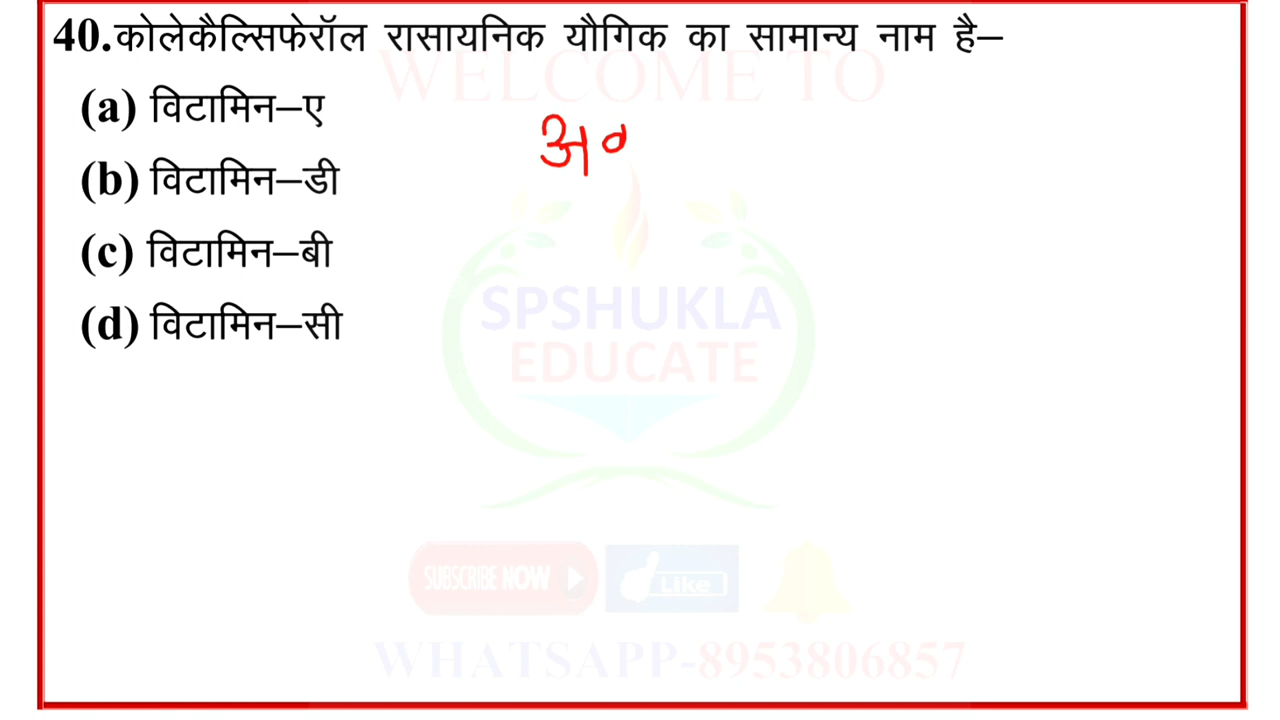 40.कोलेकैल्सिफेरॉल रासायनिक यौगिक का सामान्य नाम है–
WELCOME TO
(a) विटामिन–ए
अ०
(b) विटामिन–डी
(c) विटामिन–बी
SPSHUKLA
(d) विटामिन–सी
EDUCATE
SUBSCRIBE NOW
Like
WHATSAPP-8953806857